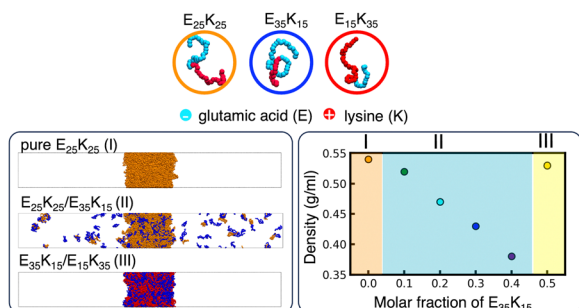 E25K25 E35K15 E15K35
− glutamic acid (E) + lysine (K)
pure E25K25 (I)
E25K25/E35K15 (II)
E35K15/E15K35 (III)
I II III
Density (g/ml)
0.55
0.50
0.45
0.40
0.35
0.0 0.1 0.2 0.3 0.4 0.5
Molar fraction of E35K15